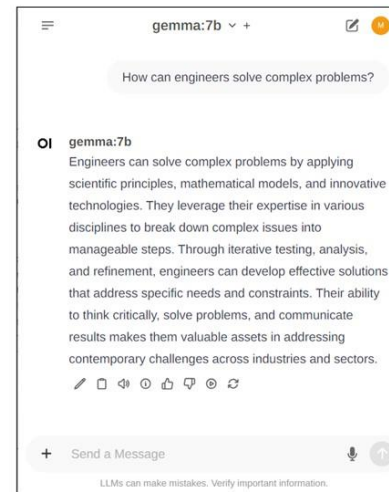 gemma:7b
M
How can engineers solve complex problems?
OI
gemma:7b
Engineers can solve complex problems by applying
scientific principles, mathematical models, and innovative
technologies. They leverage their expertise in various
disciplines to break down complex issues into
manageable steps. Through iterative testing, analysis,
and refinement, engineers can develop effective solutions
that address specific needs and constraints. Their ability
to think critically, solve problems, and communicate
results makes them valuable assets in addressing
contemporary challenges across industries and sectors.
Send a Message
LLMs can make mistakes. Verify important information.